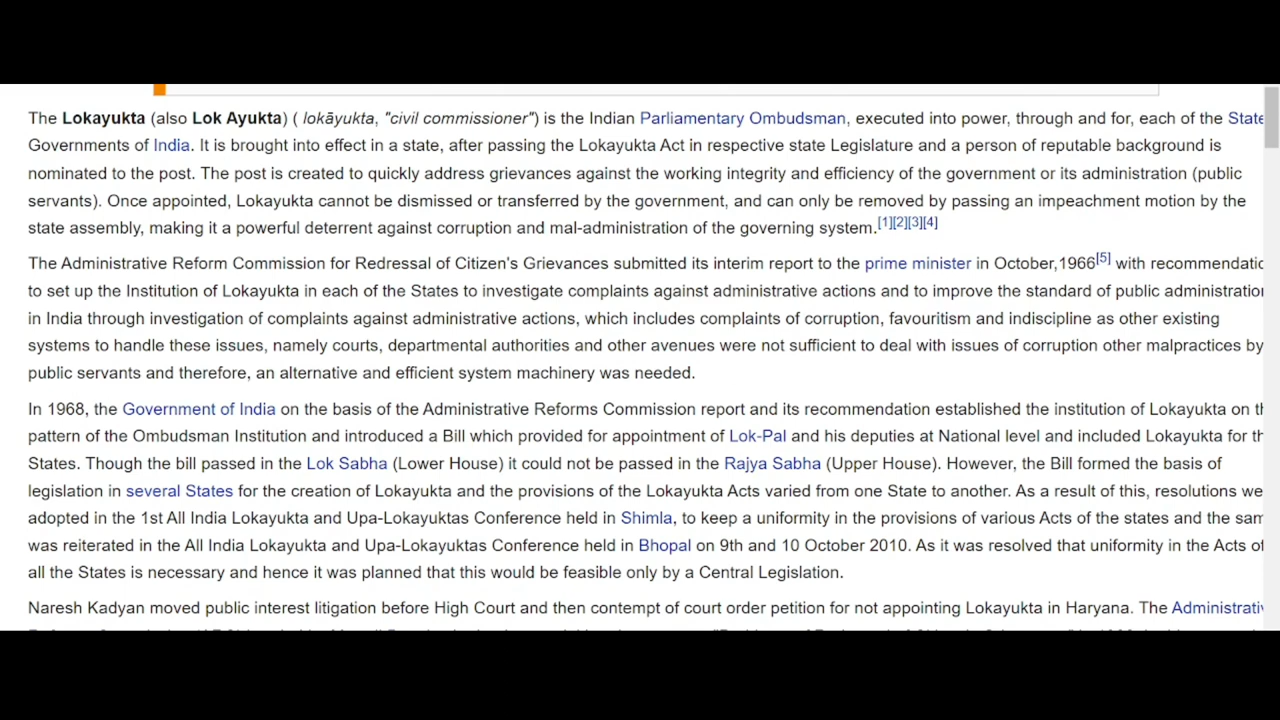 The Lokayukta (also Lok Ayukta) ( lokāyukta, "civil commissioner") is the Indian Parliamentary Ombudsman, executed into power, through and for, each of the State
Governments of India. It is brought into effect in a state, after passing the Lokayukta Act in respective state Legislature and a person of reputable background is
nominated to the post. The post is created to quickly address grievances against the working integrity and efficiency of the government or its administration (public
servants). Once appointed, Lokayukta cannot be dismissed or transferred by the government, and can only be removed by passing an impeachment motion by the
state assembly, making it a powerful deterrent against corruption and mal-administration of the governing system.[1][2][3][4]
The Administrative Reform Commission for Redressal of Citizen's Grievances submitted its interim report to the prime minister in October,1966[5] with recommendatio
to set up the Institution of Lokayukta in each of the States to investigate complaints against administrative actions and to improve the standard of public administration
in India through investigation of complaints against administrative actions, which includes complaints of corruption, favouritism and indiscipline as other existing
systems to handle these issues, namely courts, departmental authorities and other avenues were not sufficient to deal with issues of corruption other malpractices by
public servants and therefore, an alternative and efficient system machinery was needed.
In 1968, the Government of India on the basis of the Administrative Reforms Commission report and its recommendation established the institution of Lokayukta on th
pattern of the Ombudsman Institution and introduced a Bill which provided for appointment of Lok-Pal and his deputies at National level and included Lokayukta for th
States. Though the bill passed in the Lok Sabha (Lower House) it could not be passed in the Rajya Sabha (Upper House). However, the Bill formed the basis of
legislation in several States for the creation of Lokayukta and the provisions of the Lokayukta Acts varied from one State to another. As a result of this, resolutions we
adopted in the 1st All India Lokayukta and Upa-Lokayuktas Conference held in Shimla, to keep a uniformity in the provisions of various Acts of the states and the sam
was reiterated in the All India Lokayukta and Upa-Lokayuktas Conference held in Bhopal on 9th and 10 October 2010. As it was resolved that uniformity in the Acts of
all the States is necessary and hence it was planned that this would be feasible only by a Central Legislation.
Naresh Kadyan moved public interest litigation before High Court and then contempt of court order petition for not appointing Lokayukta in Haryana. The Administrativ